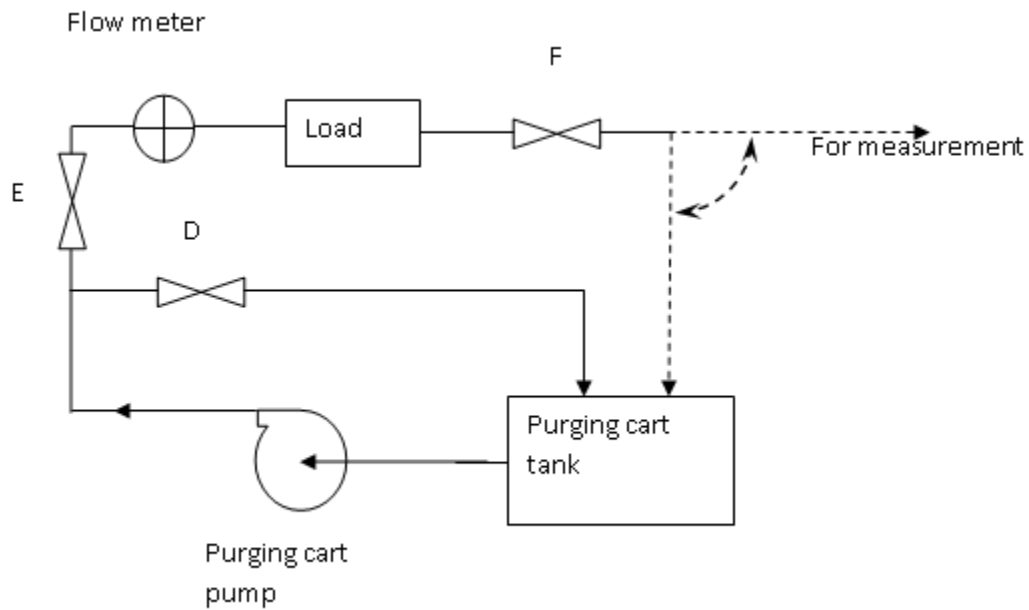 Flow meter
F
Load
For measurement
E
D
Purging cart
tank
Purging cart
pump